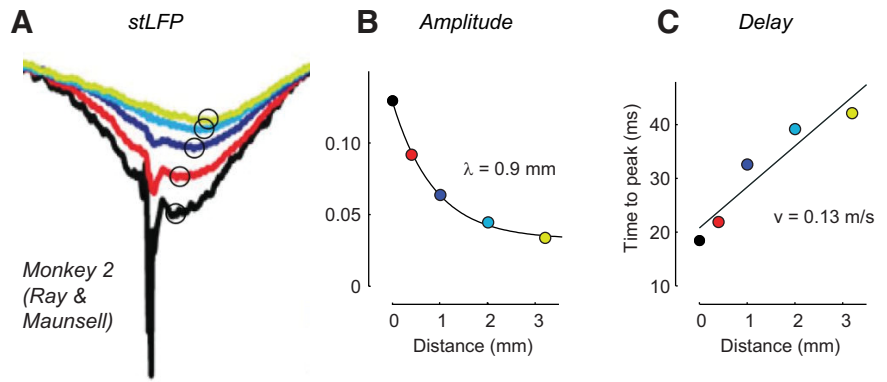 A
stLFP
Monkey 2
(Ray &
Maunsell)
B
Amplitude
0.10
0.05
0
λ = 0.9 mm
0 1 2 3
Distance (mm)
C
Delay
Time to peak (ms)
40
30
20
10
v = 0.13 m/s
0 1 2 3
Distance (mm)